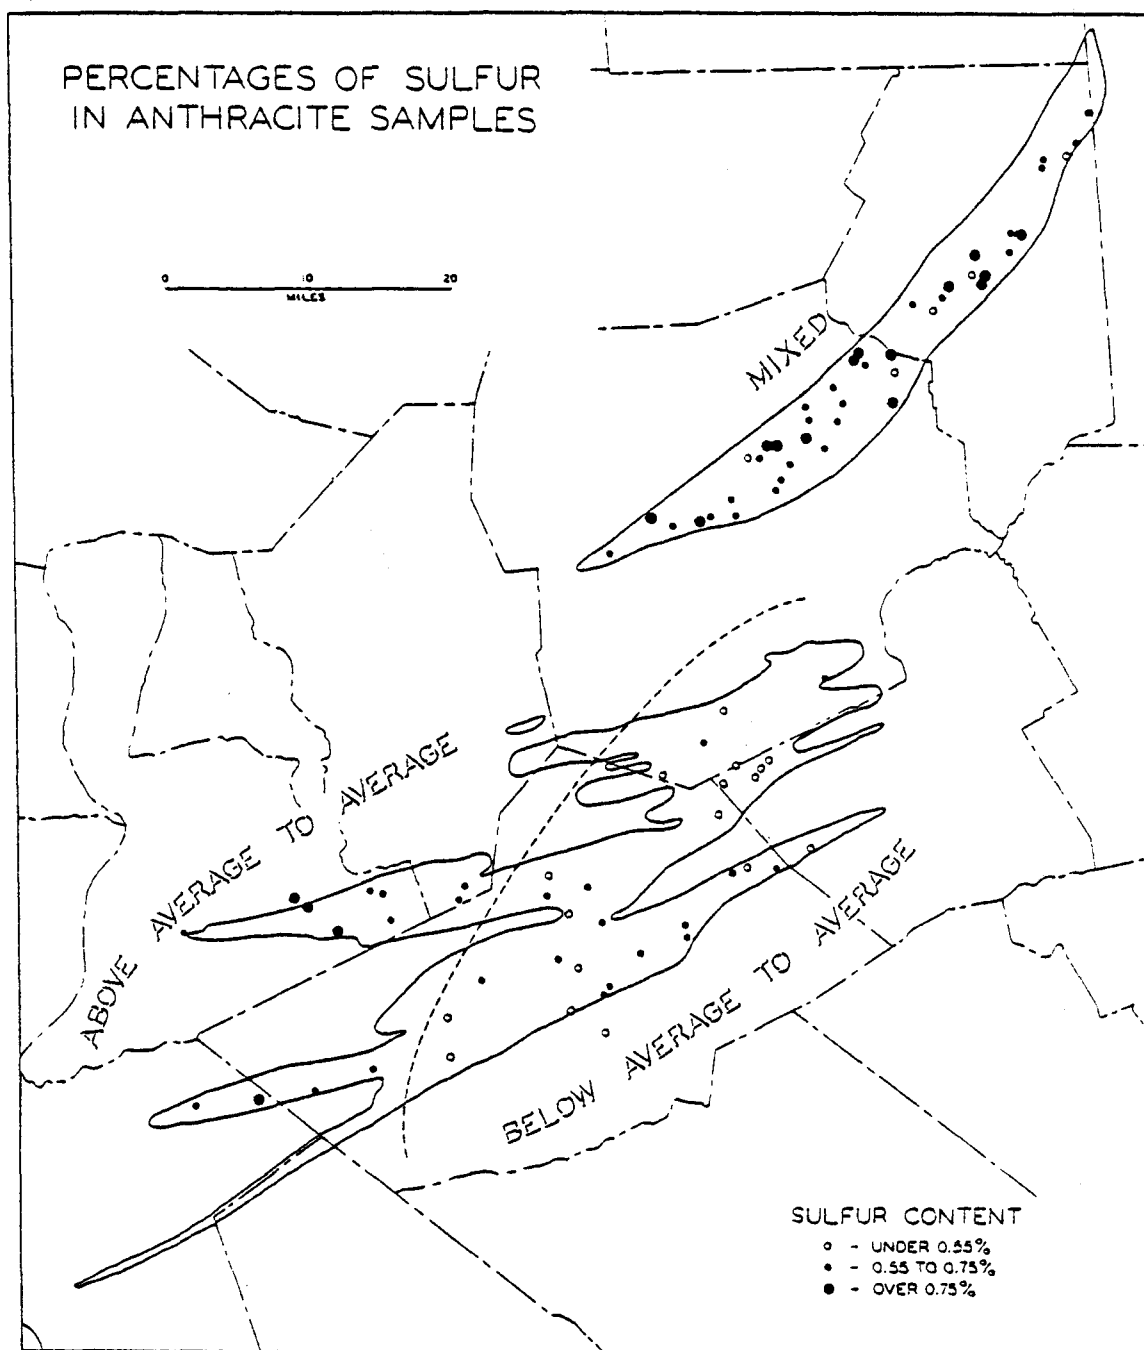 PERCENTAGES OF SULFUR
IN ANTHRACITE SAMPLES
0 10 20
MILES
MIXED
ABOVE AVERAGE TO AVERAGE
BELOW AVERAGE TO AVERAGE
SULFUR CONTENT
- UNDER 0.55%
- 0.55 TO 0.75%
- OVER 0.75%